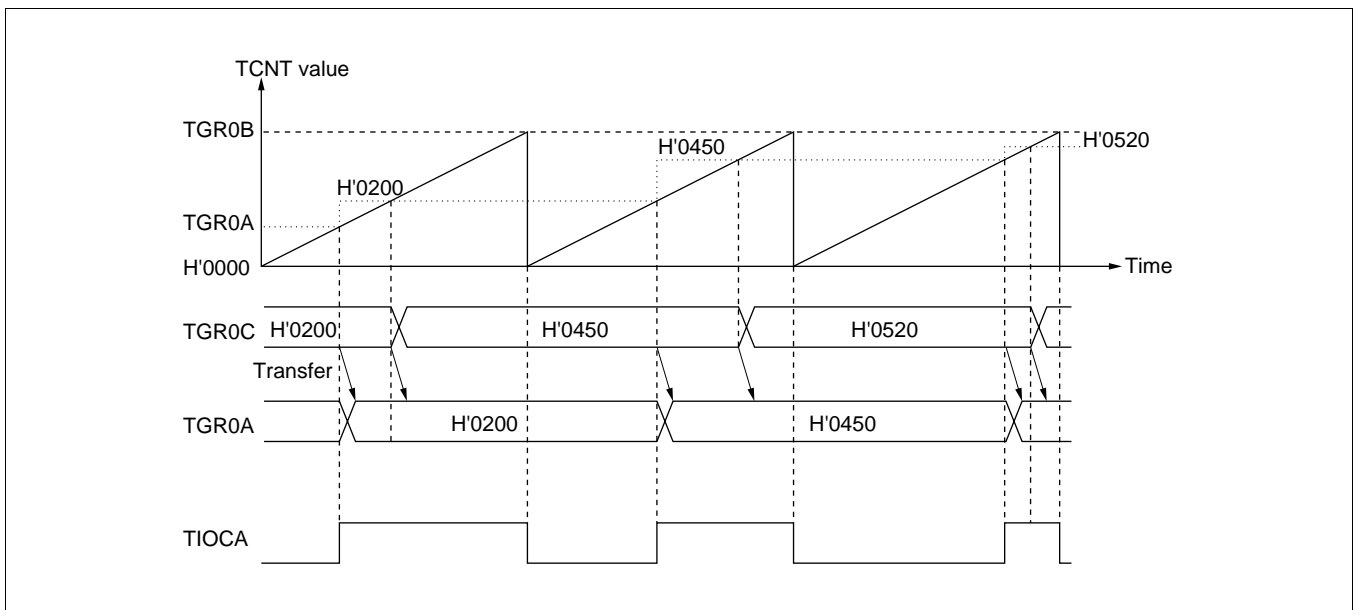 TCNT value
TGR0B
H'0450
H'0520
H'0200
TGR0A
H'0000
Time
TGR0C
H'0200
H'0450
H'0520
Transfer
TGR0A
H'0200
H'0450
TIOCA